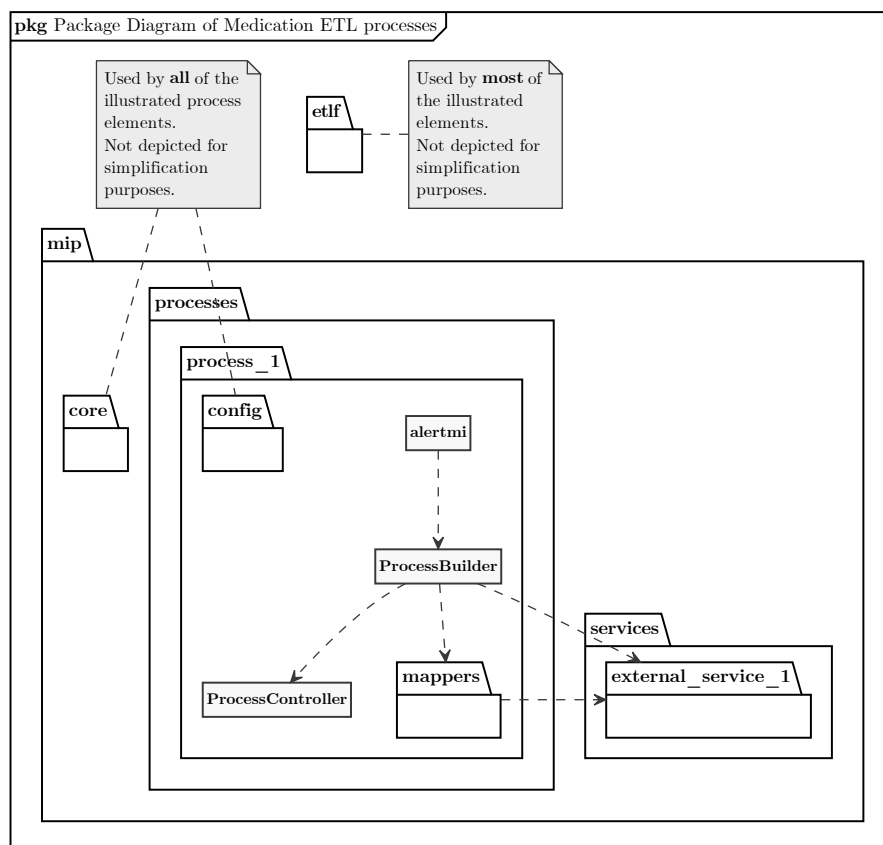 pkg Package Diagram of Medication ETL processes
Used by all of the
illustrated process
elements.
Not depicted for
simplification
purposes.
etlf
Used by most of
the illustrated
elements.
Not depicted for
simplification
purposes.
mip
processes
process_1
core
config
alertmi
ProcessBuilder
services
mappers
external_service_1
ProcessController